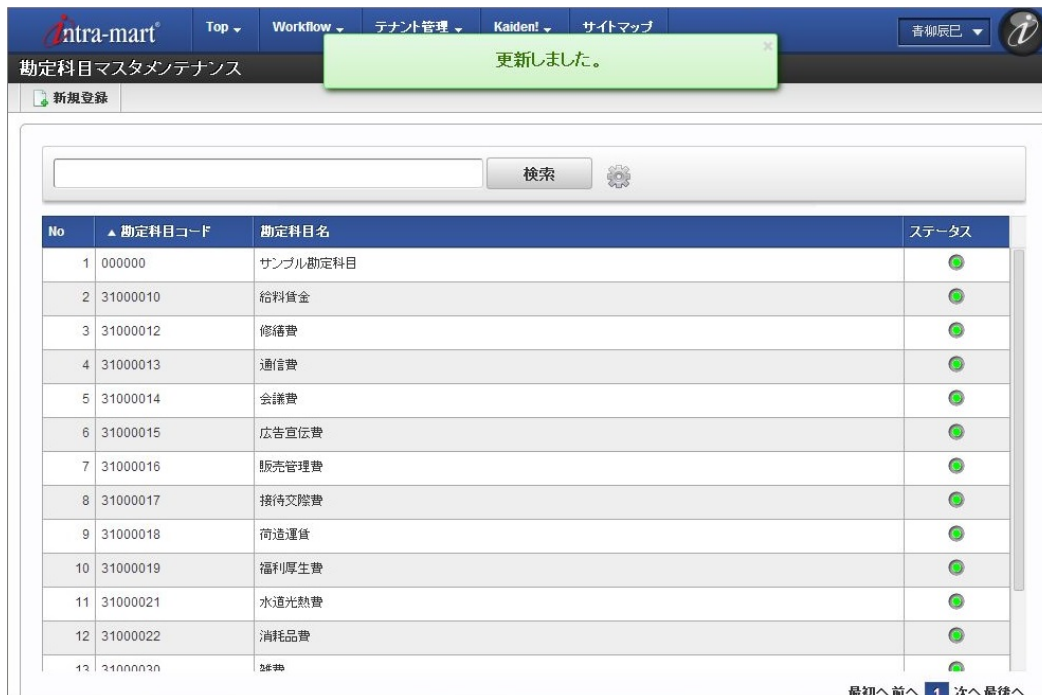 intra-mart® Top Workflow テナント管理 Kaiden! サイトマップ 青柳辰巳
更新しました。
×
勘定科目マスタメンテナンス
新規登録
検索
No ▲ 勘定科目コード 勘定科目名 ステータス
1 000000 サンプル勘定科目
2 31000010 給料賃金
3 31000012 修繕費
4 31000013 通信費
5 31000014 会議費
6 31000015 広告宣伝費
7 31000016 販売管理費
8 31000017 接待交際費
9 31000018 荷造運賃
10 31000019 福利厚生費
11 31000021 水道光熱費
12 31000022 消耗品費
13 31000030 雑費
最初へ 前へ 1 次へ 最後へ